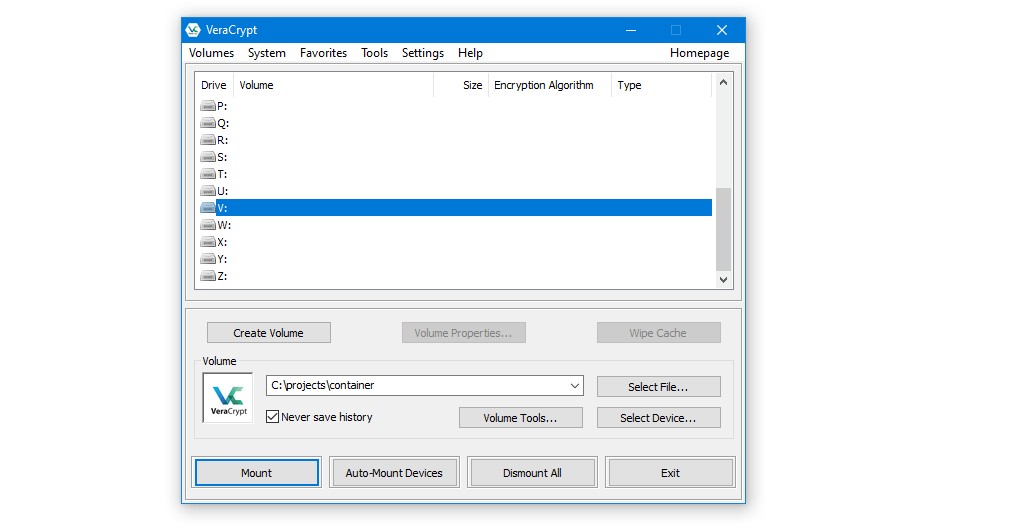 VeraCrypt
Volumes System Favorites Tools Settings Help Homepage
Drive Volume Size Encryption Algorithm Type
P:
Q:
R:
S:
T:
U:
V:
W:
X:
Y:
Z:
Create Volume Volume Properties... Wipe Cache
Volume
C:\projects\container Select File...
VeraCrypt
Never save history Volume Tools... Select Device...
Mount Auto-Mount Devices Dismount All Exit